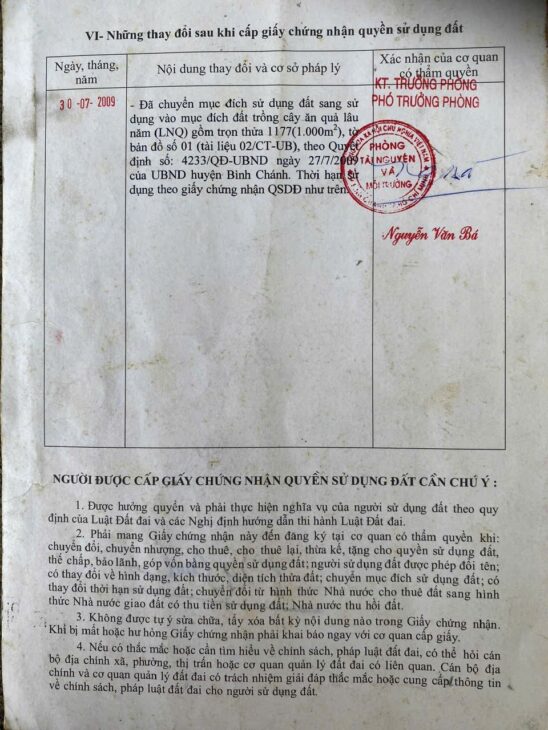 VI- Những thay đổi sau khi cấp giấy chứng nhận quyền sử dụng đất
Ngày, tháng, năm
Nội dung thay đổi và cơ sở pháp lý
Xác nhận của cơ quan
có thẩm quyền
30-07-2009
- Đã chuyển mục đích sử dụng đất sang sử
dụng vào mục đích đất trồng cây ăn quả lâu
năm (LNQ) gồm trọn thửa 1177(1.000m²), tờ
bản đồ số 01 (tài liệu 02/CT-UB), theo Quyết
định số: 4233/QĐ-UBND ngày 27/7/2009
của UBND huyện Bình Chánh. Thời hạn sử
dụng theo giấy chứng nhận QSDĐ như trên.
KT. TRƯỞNG PHÒNG
PHÓ TRƯỞNG PHÒNG
PHÒNG
TÀI NGUYÊN
VÀ
MÔI TRƯỜNG
Nguyễn Văn Bá
NGƯỜI ĐƯỢC CẤP GIẤY CHỨNG NHẬN QUYỀN SỬ DỤNG ĐẤT CẦN CHÚ Ý :
1. Được hưởng quyền và phải thực hiện nghĩa vụ của người sử dụng đất theo quy
định của Luật Đất đai và các Nghị định hướng dẫn thi hành Luật Đất đai.
2. Phải mang Giấy chứng nhận này đến đăng ký tại cơ quan có thẩm quyền khi:
chuyển đổi, chuyển nhượng, cho thuê, cho thuê lại, thừa kế, tặng cho quyền sử dụng đất,
thế chấp, bảo lãnh, góp vốn bằng quyền sử dụng đất; người sử dụng đất được phép đổi tên;
có thay đổi về hình dạng, kích thước, diện tích thửa đất; chuyển mục đích sử dụng đất; có
thay đổi thời hạn sử dụng đất; chuyển đổi từ hình thức Nhà nước cho thuê đất sang hình
thức Nhà nước giao đất có thu tiền sử dụng đất; Nhà nước thu hồi đất.
3. Không được tự ý sửa chữa, tẩy xóa bất kỳ nội dung nào trong Giấy chứng nhận.
Khi bị mất hoặc hư hỏng Giấy chứng nhận phải khai báo ngay với cơ quan cấp giấy.
4. Nếu có thắc mắc hoặc cần tìm hiểu về chính sách, pháp luật đất đai, có thể hỏi cán
bộ địa chính xã, phường, thị trấn hoặc cơ quan quản lý đất đai có liên quan. Cán bộ địa
chính và cơ quan quản lý đất đai có trách nhiệm giải đáp thắc mắc hoặc cung cấp thông tin
về chính sách, pháp luật đất đai cho người sử dụng đất.